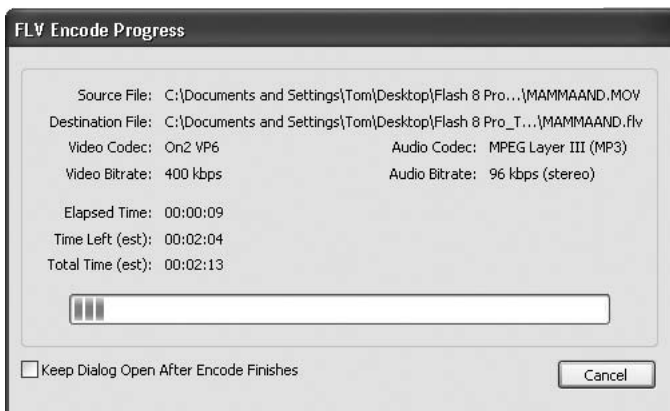 FLV Encode Progress
Source File: C:\Documents and Settings\Tom\Desktop\Flash 8 Pro...\MAMMAAND.MOV
Destination File: C:\Documents and Settings\Tom\Desktop\Flash 8 Pro_T...\MAMMAAND.flv
Video Codec: On2 VP6 Audio Codec: MPEG Layer III (MP3)
Video Bitrate: 400 kbps Audio Bitrate: 96 kbps (stereo)
Elapsed Time: 00:00:09
Time Left (est): 00:02:04
Total Time (est): 00:02:13
Keep Dialog Open After Encode Finishes
Cancel